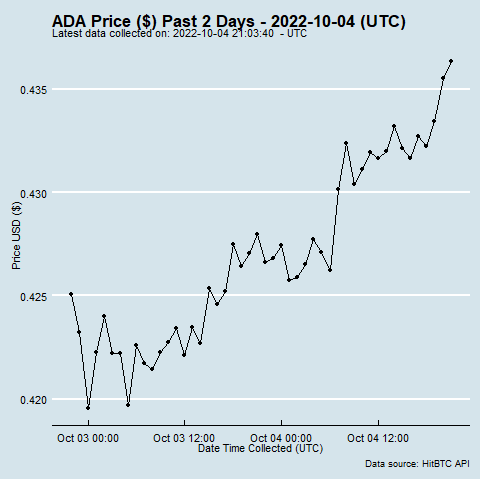 ADA Price ($) Past 2 Days - 2022-10-04 (UTC)
Latest data collected on: 2022-10-04 21:03:40 - UTC
0.435
0.430
0.425
0.420
Price USD ($)
Oct 03 00:00 Oct 03 12:00 Oct 04 00:00 Oct 04 12:00
Date Time Collected (UTC)
Data source: HitBTC API